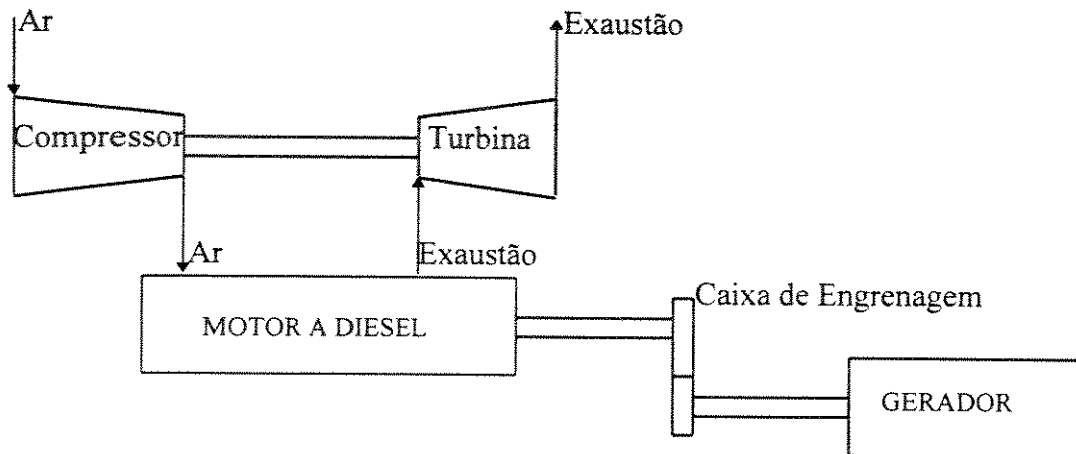 Ar
Exaustão
Compressor
Turbina
Ar
Exaustão
Caixa de Engrenagem
MOTOR A DIESEL
GERADOR